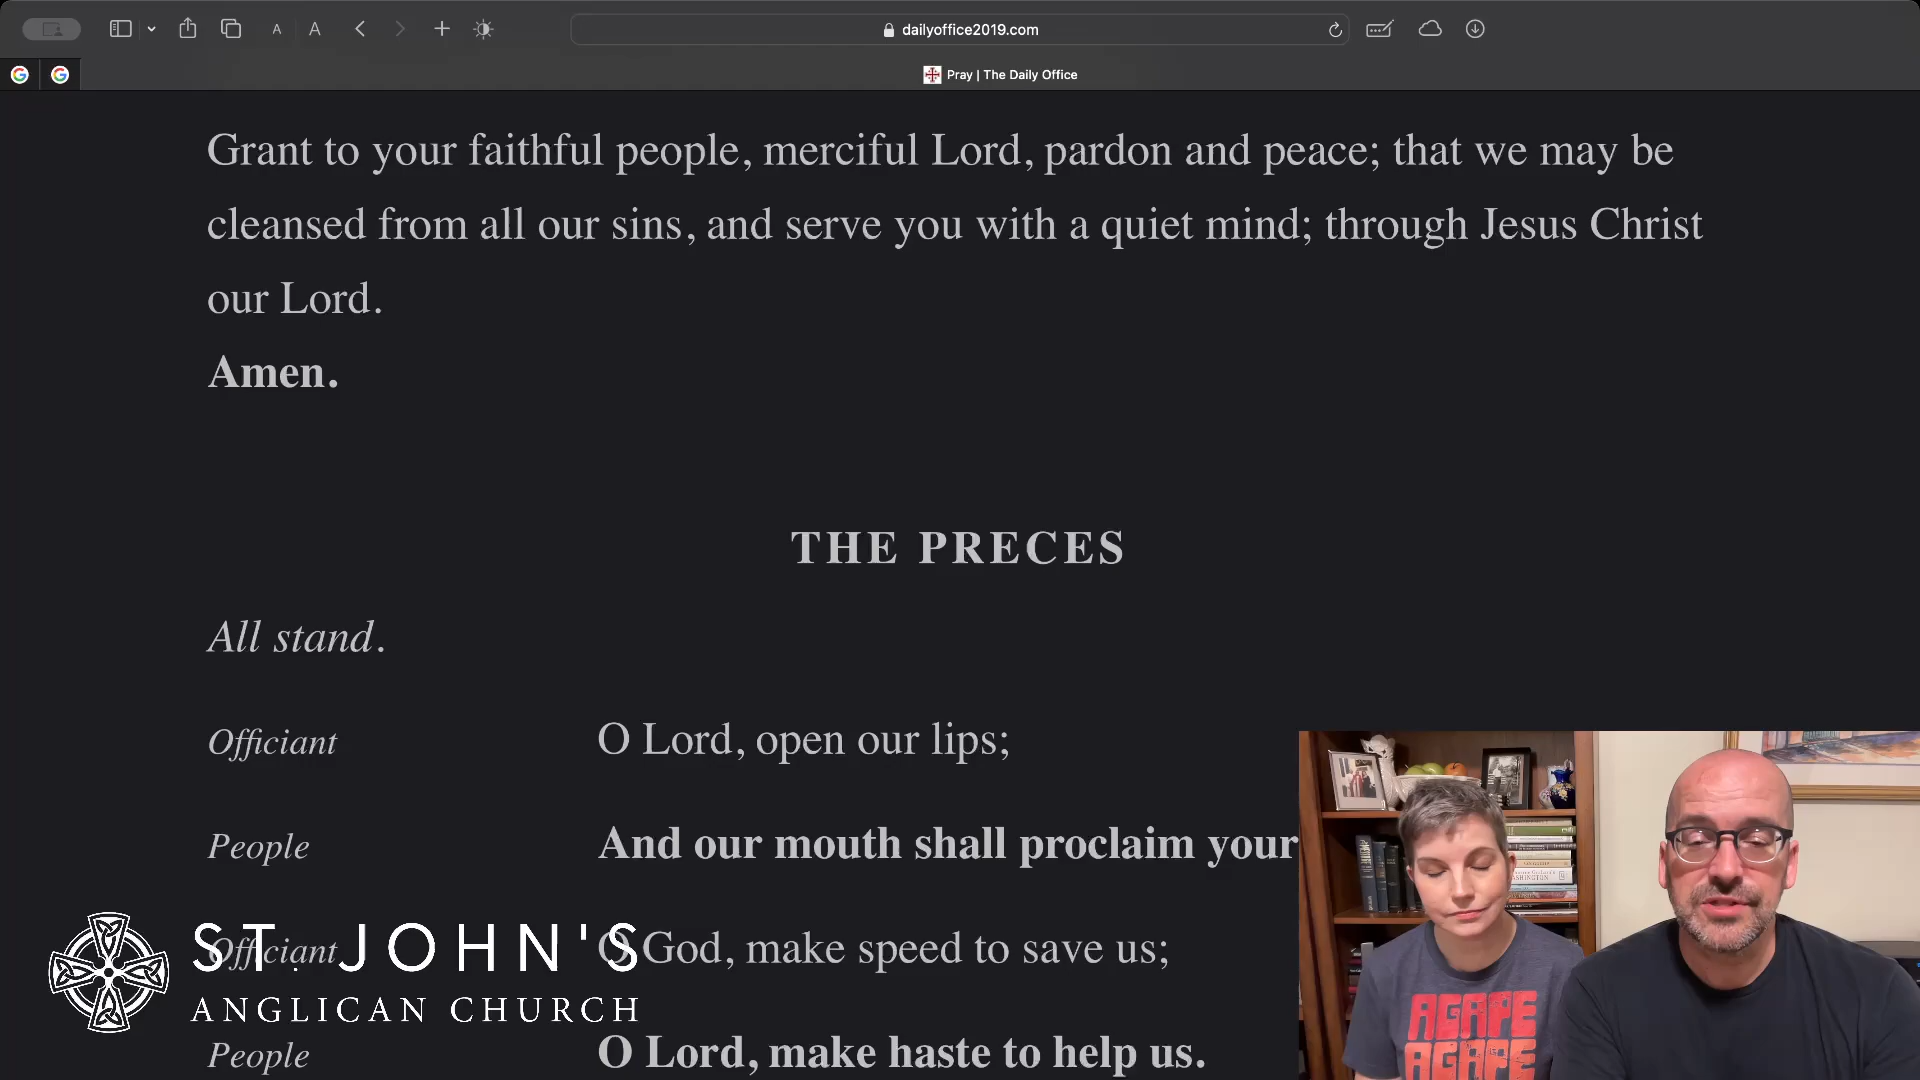 dailyoffice2019.com
Pray | The Daily Office
Grant to your faithful people, merciful Lord, pardon and peace; that we may be
cleansed from all our sins, and serve you with a quiet mind; through Jesus Christ
our Lord.
Amen.
THE PRECES
All stand.
Officiant O Lord, open our lips;
People And our mouth shall proclaim your
Officiant O God, make speed to save us;
People O Lord, make haste to help us.
ST. JOHN'S
ANGLICAN CHURCH
AGAPE
AGAPE